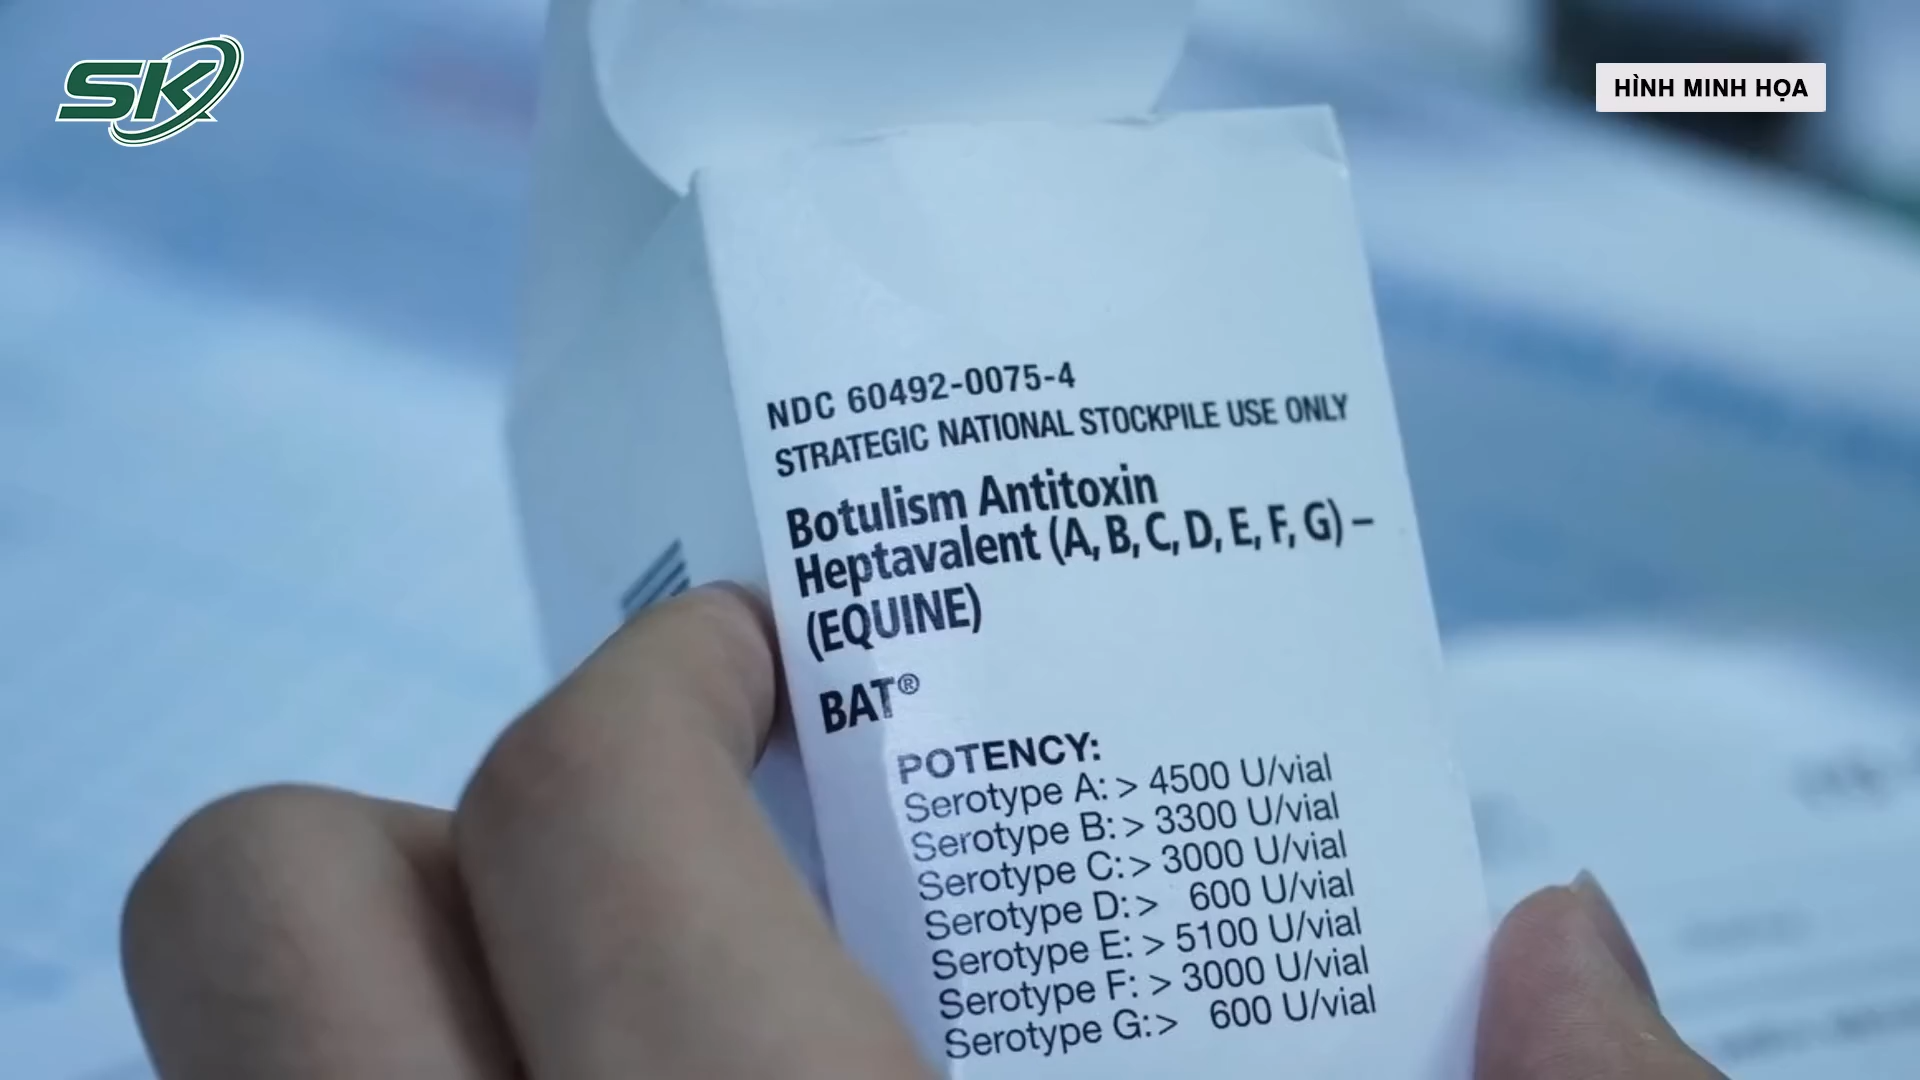 SK
HÌNH MINH HỌA
NDC 60492-0075-4
STRATEGIC NATIONAL STOCKPILE USE ONLY
Botulism Antitoxin
Heptavalent (A, B, C, D, E, F, G) –
(EQUINE)
BAT®
POTENCY:
Serotype A: > 4500 U/vial
Serotype B: > 3300 U/vial
Serotype C: > 3000 U/vial
Serotype D: > 600 U/vial
Serotype E: > 5100 U/vial
Serotype F: > 3000 U/vial
Serotype G: > 600 U/vial